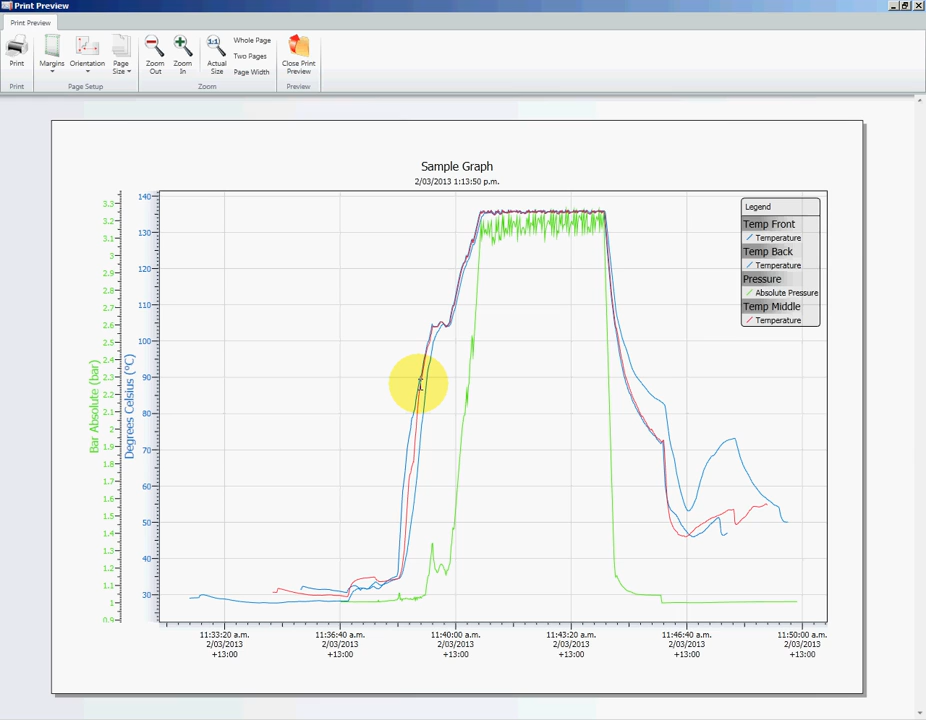 Print Preview
Print Preview
Print
Margins
Orientation
Page Size
Zoom Out
Zoom In
Actual Size
Whole Page
Two Pages
Page Width
Close Print Preview
Print
Page Setup
Zoom
Preview
Sample Graph
2/03/2013 1:13:50 p.m.
Bar Absolute (bar)
3.3
3.2
3.1
3
2.9
2.8
2.7
2.6
2.5
2.4
2.3
2.2
2.1
2
1.9
1.8
1.7
1.6
1.5
1.4
1.3
1.2
1.1
1
0.9
Degrees Celsius (°C)
140
130
120
110
100
90
80
70
60
50
40
30
Legend
Temp Front
Temperature
Temp Back
Temperature
Pressure
Absolute Pressure
Temp Middle
Temperature
11:33:20 a.m. 11:36:40 a.m. 11:40:00 a.m. 11:43:20 a.m. 11:46:40 a.m. 11:50:00 a.m.
2/03/2013 2/03/2013 2/03/2013 2/03/2013 2/03/2013 2/03/2013
+13:00 +13:00 +13:00 +13:00 +13:00 +13:00